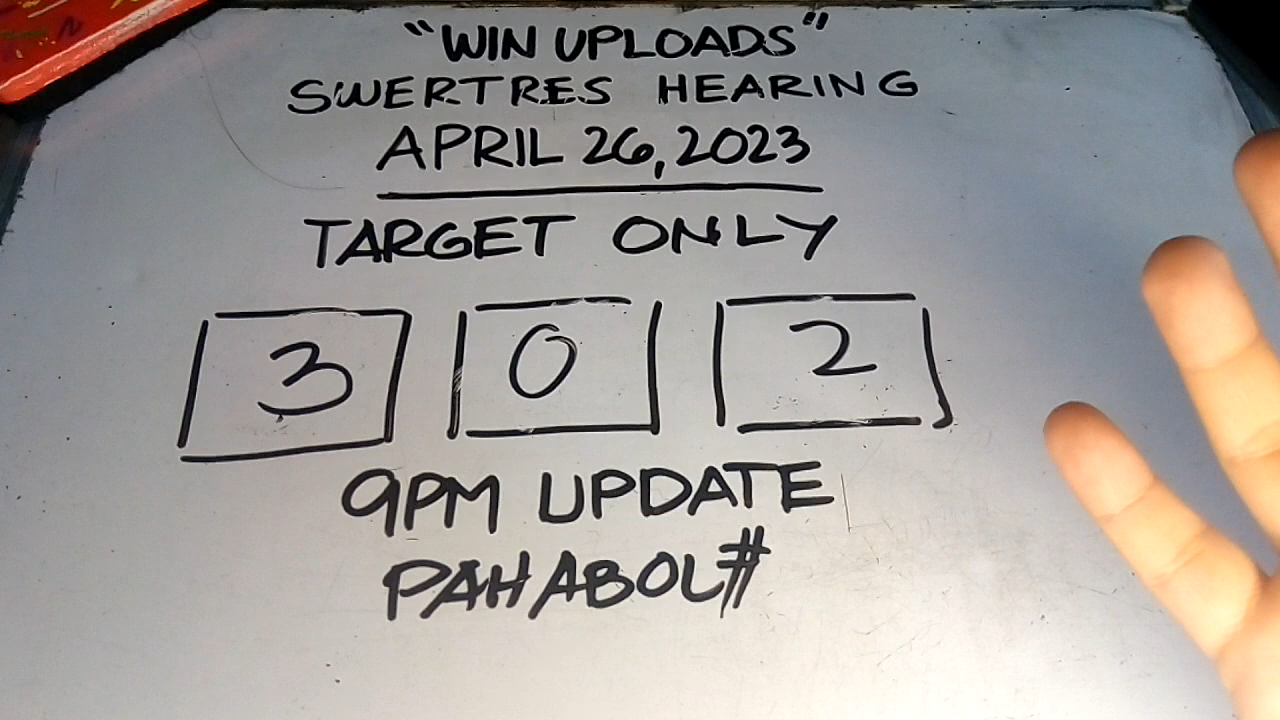 "WIN UPLOADS"
SWERTRES HEARING
APRIL 26, 2023
TARGET ONLY
3 0 2
9PM UPDATE
PAHABOL#